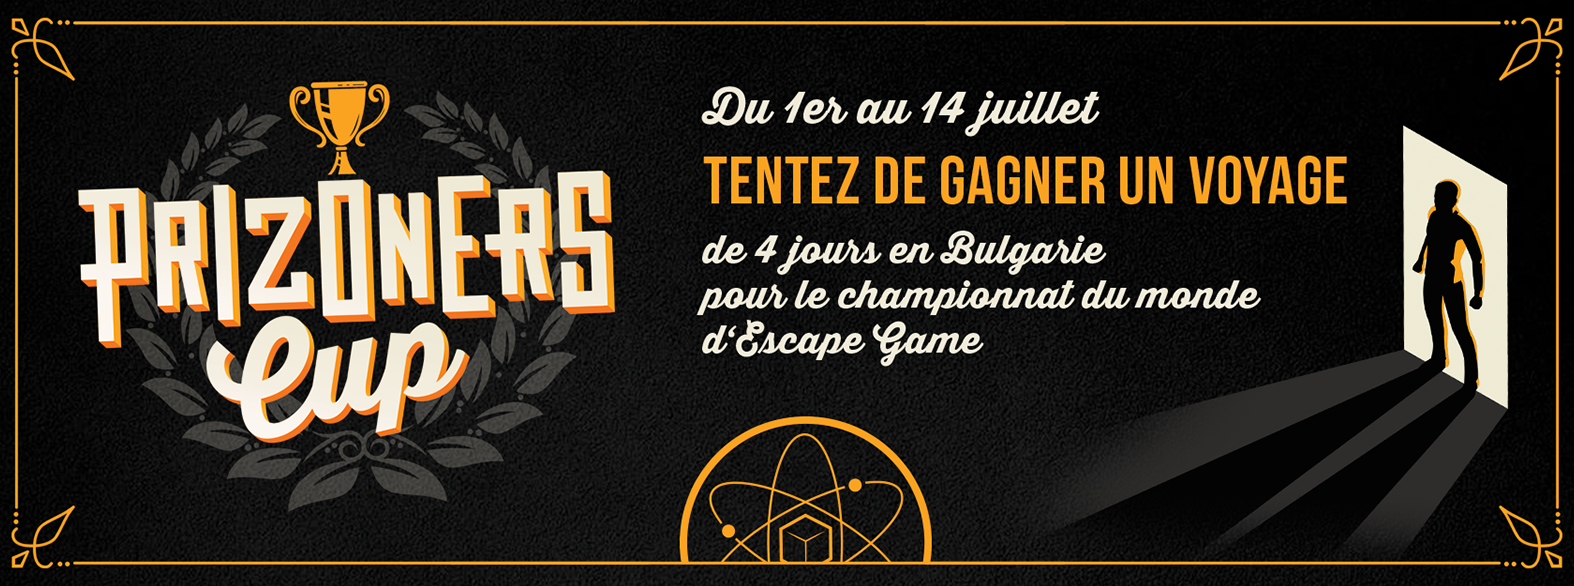 PRIZONERS
Cup
Du 1er au 14 juillet
TENTEZ DE GAGNER UN VOYAGE
de 4 jours en Bulgarie
pour le championnat du monde
d‘Escape Game